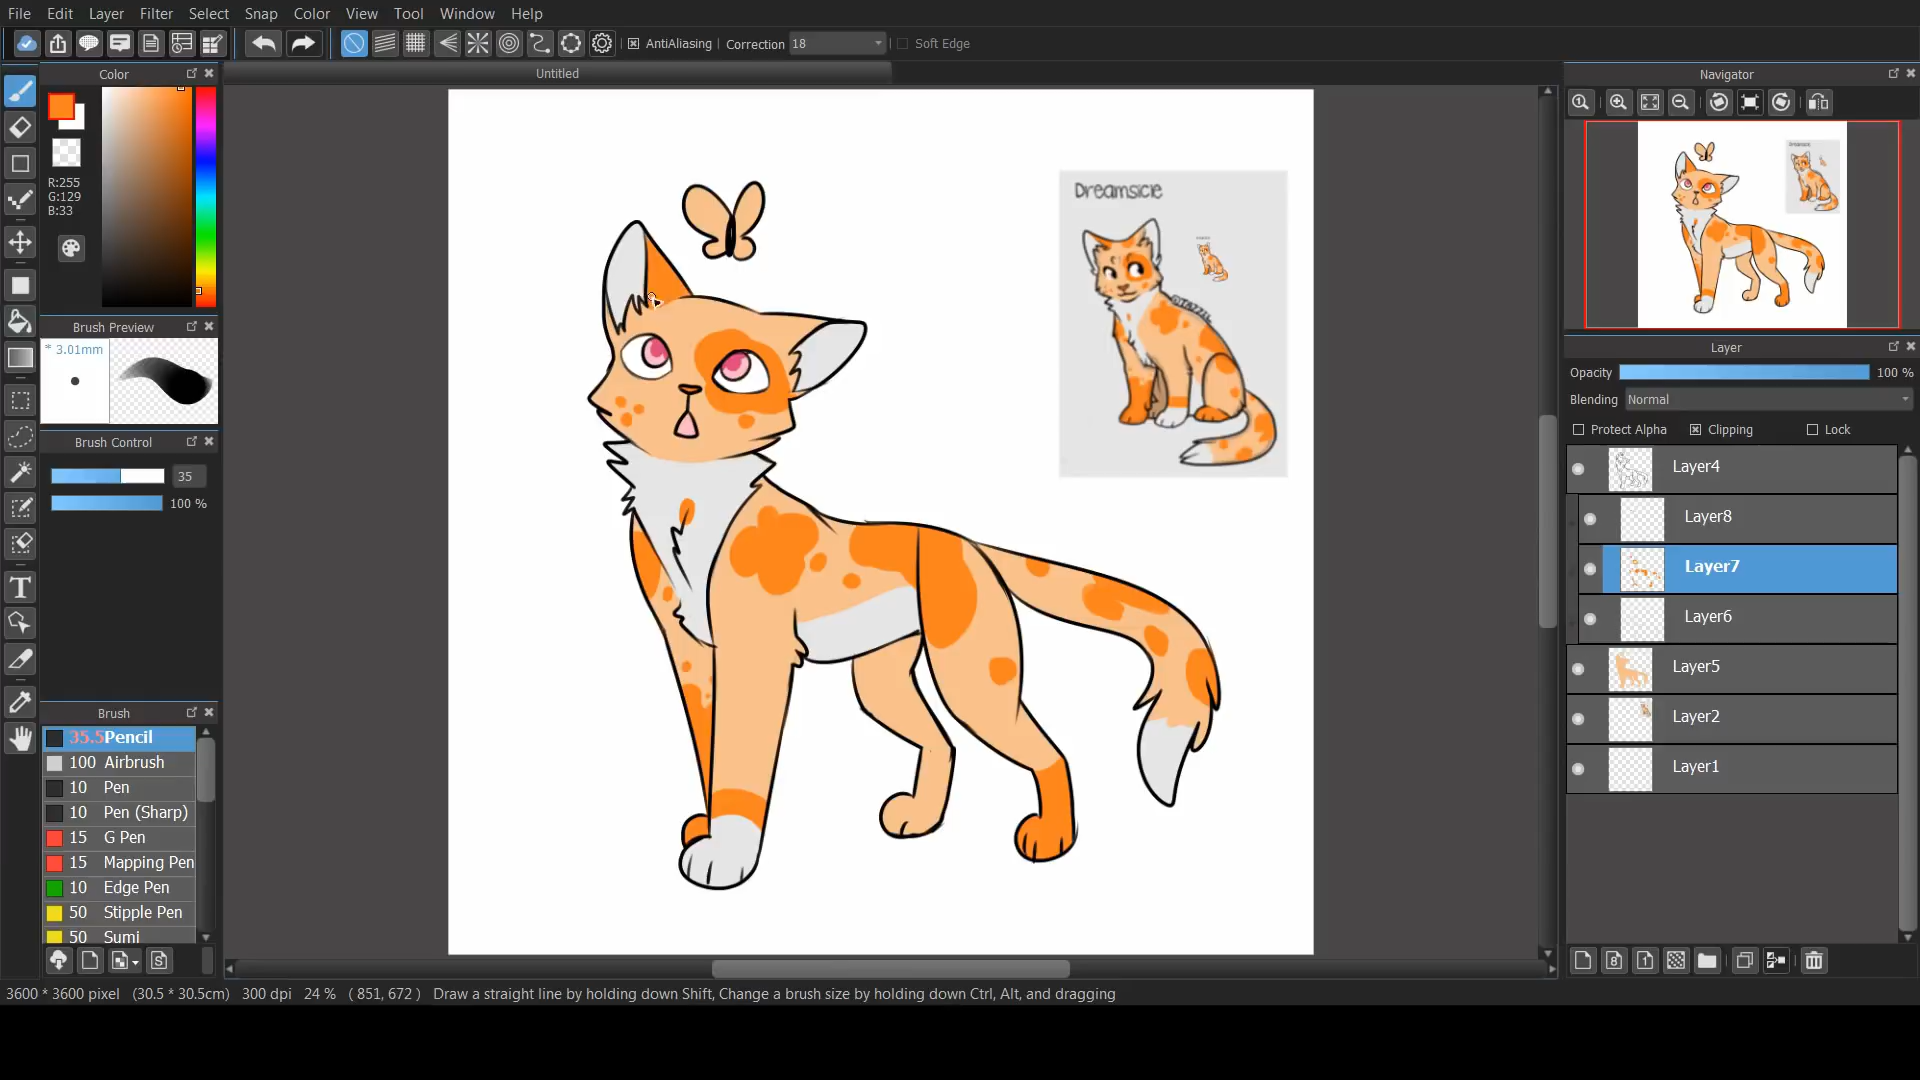 File Edit Layer Filter Select Snap Color View Tool Window Help
AntiAliasing Correction 18 Soft Edge
Color
Untitled
Navigator
R:255
G:129
B:33
Brush Preview
* 3.01mm
Brush Control
35
100 %
Brush
35.5 Pencil
100 Airbrush
10 Pen
10 Pen (Sharp)
15 G Pen
15 Mapping Pen
10 Edge Pen
50 Stipple Pen
50 Sumi
Dreamsicle
Layer
Opacity 100 %
Blending Normal
Protect Alpha Clipping Lock
Layer4
Layer8
Layer7
Layer6
Layer5
Layer2
Layer1
3600 * 3600 pixel (30.5 * 30.5cm) 300 dpi 24 % ( 851, 672 ) Draw a straight line by holding down Shift, Change a brush size by holding down Ctrl, Alt, and dragging